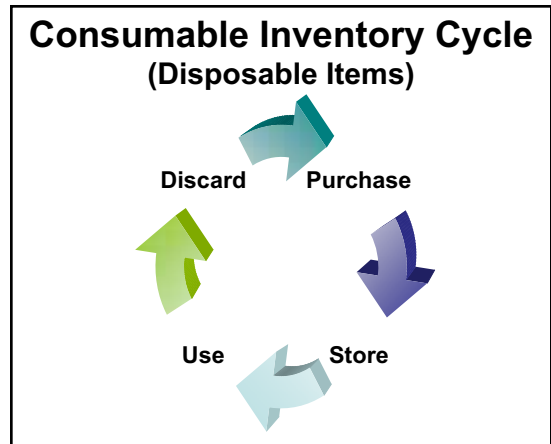 Consumable Inventory Cycle
(Disposable Items)
Discard
Purchase
Use
Store